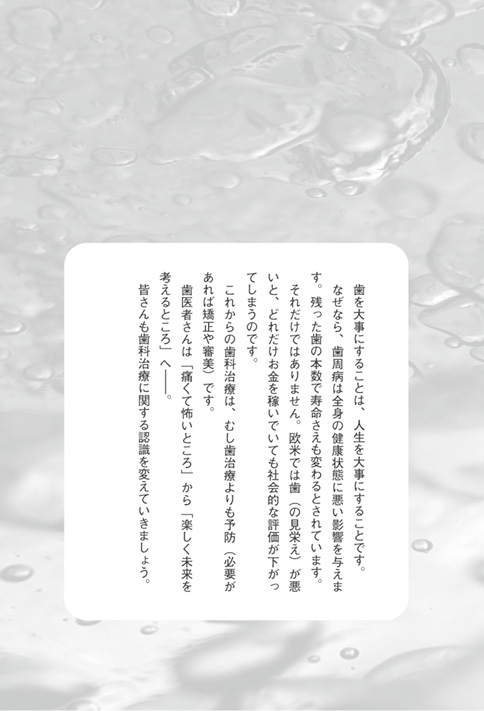 歯を大事にすることは、人生を大事にすることです。
なぜなら、歯周病は全身の健康状態に悪い影響を与えま
す。残った歯の本数で寿命さえも変わるとされています。
それだけではありません。欧米では歯（の見栄え）が悪
いと、どれだけお金を稼いでいても社会的な評価が下がっ
てしまうのです。
これからの歯科治療は、むし歯治療よりも予防（必要が
あれば矯正や審美）です。
歯医者さんは「痛くて怖いところ」から「楽しく未来を
考えるところ」へ――。
皆さんも歯科治療に関する認識を変えていきましょう。